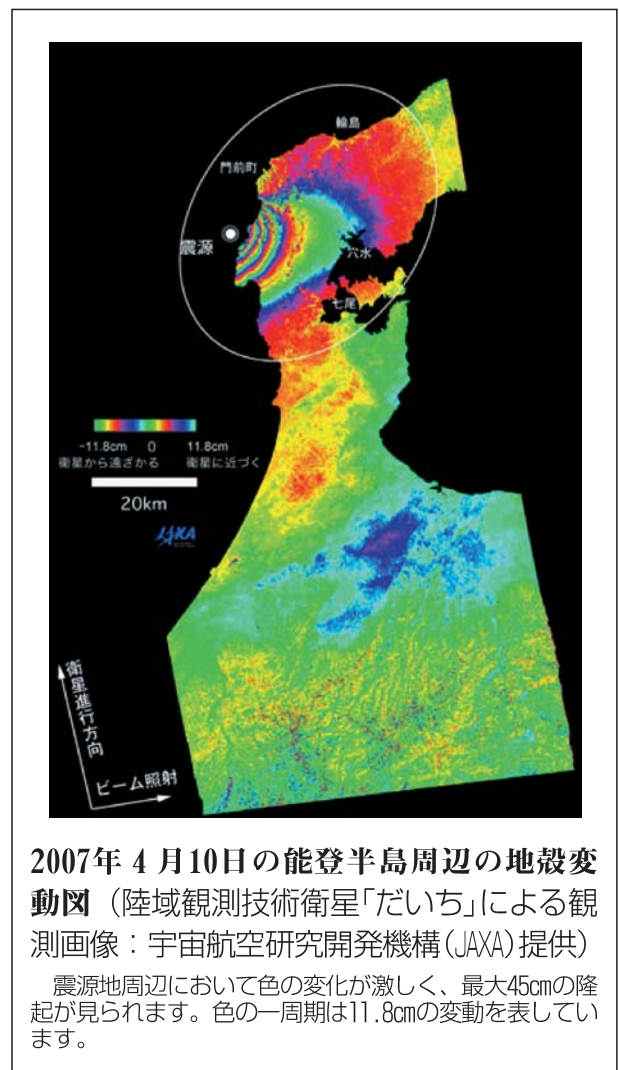 輪島
門前町
震源
穴水
七尾
-11.8cm 0 11.8cm
衛星から遠ざかる 衛星に近づく
20km
JAXA
衛星進行方向
ビーム照射
2007年4月10日の能登半島周辺の地殻変
動図（陸域観測技術衛星「だいち」による観
測画像：宇宙航空研究開発機構(JAXA)提供）
震源地周辺において色の変化が激しく、最大45cmの隆
起が見られます。色の一周期は11.8cmの変動を表してい
ます。